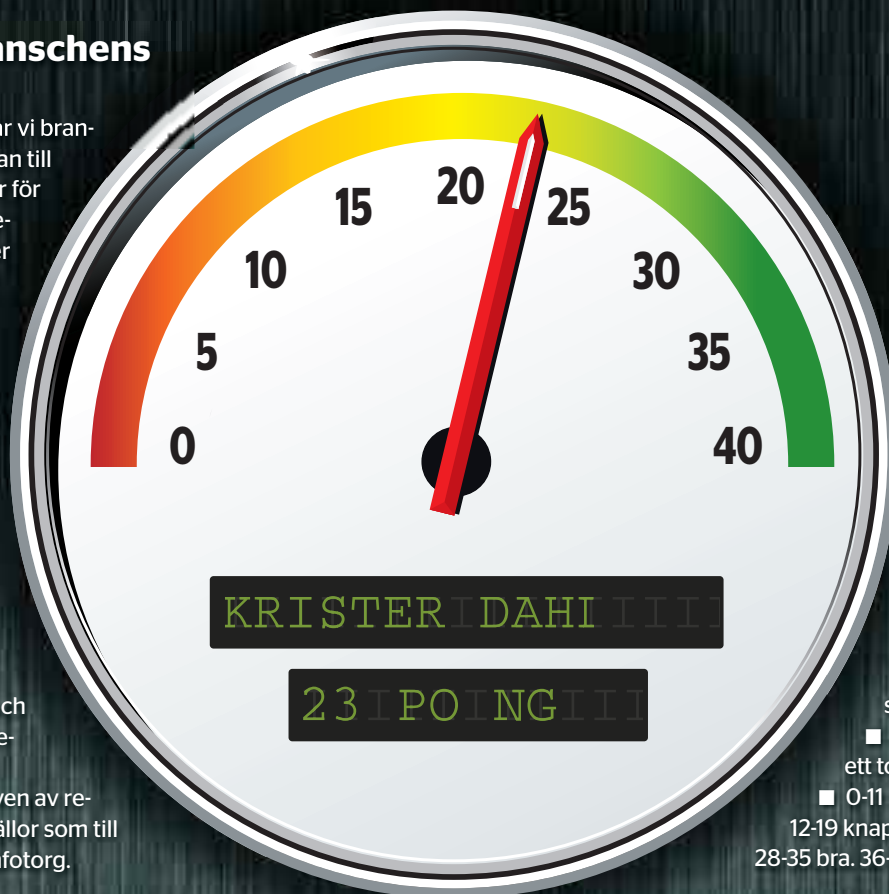 anschens
ar vi bran-
an till
r för
e-
er
0
5
10
15
20
25
30
35
40
KRISTER DAHI
23 PO NG
ch
e-
ven av re-
ällor som till
nfotorg.
s
■
ett to
■ 0-11
12-19 knap
28-35 bra. 36-